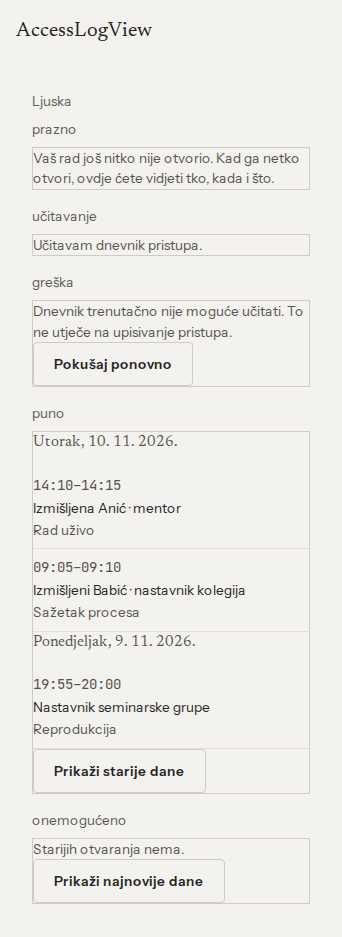 AccessLogView
Ljuska
prazno
Vaš rad još nitko nije otvorio. Kad ga netko
otvori, ovdje ćete vidjeti tko, kada i što.
učitavanje
Učitavam dnevnik pristupa.
greška
Dnevnik trenutačno nije moguće učitati. To
ne utječe na upisivanje pristupa.
Pokušaj ponovno
puno
Utorak, 10. 11. 2026.
14:10–14:15
Izmišljena Anić · mentor
Rad uživo
09:05–09:10
Izmišljeni Babić · nastavnik kolegija
Sažetak procesa
Ponedjeljak, 9. 11. 2026.
19:55–20:00
Nastavnik seminarske grupe
Reprodukcija
Prikaži starije dane
onemogućeno
Starijih otvaranja nema.
Prikaži najnovije dane